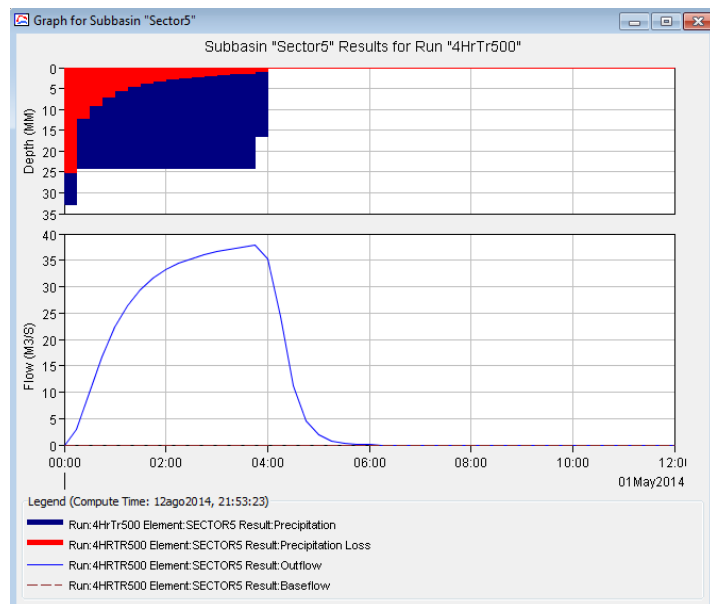 Graph for Subbasin "Sector5"
Subbasin "Sector5" Results for Run "4HrTr500"
Depth (MM)
0
5
10
15
20
25
30
35
Flow (M3/S)
40
35
30
25
20
15
10
5
0
00:00 02:00 04:00 06:00 08:00 10:00 12:0
01May2014
Legend (Compute Time: 12ago2014, 21:53:23)
Run:4HrTr500 Element:SECTOR5 Result:Precipitation
Run:4HRTR500 Element:SECTOR5 Result:Precipitation Loss
Run:4HRTR500 Element:SECTOR5 Result:Outflow
Run:4HRTR500 Element:SECTOR5 Result:Baseflow